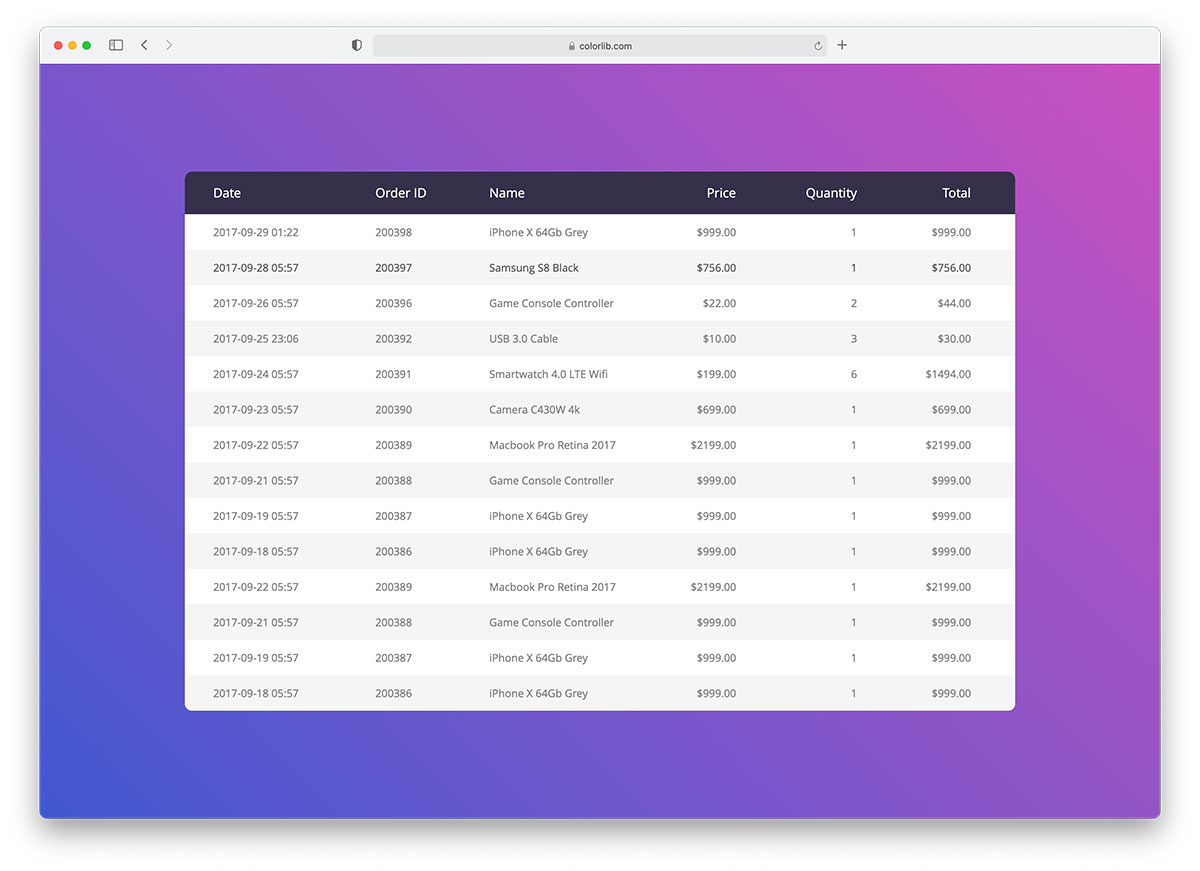 colorlib.com
Date Order ID Name Price Quantity Total
2017-09-29 01:22 200398 iPhone X 64Gb Grey $999.00 1 $999.00
2017-09-28 05:57 200397 Samsung S8 Black $756.00 1 $756.00
2017-09-26 05:57 200396 Game Console Controller $22.00 2 $44.00
2017-09-25 23:06 200392 USB 3.0 Cable $10.00 3 $30.00
2017-09-24 05:57 200391 Smartwatch 4.0 LTE Wifi $199.00 6 $1494.00
2017-09-23 05:57 200390 Camera C430W 4k $699.00 1 $699.00
2017-09-22 05:57 200389 Macbook Pro Retina 2017 $2199.00 1 $2199.00
2017-09-21 05:57 200388 Game Console Controller $999.00 1 $999.00
2017-09-19 05:57 200387 iPhone X 64Gb Grey $999.00 1 $999.00
2017-09-18 05:57 200386 iPhone X 64Gb Grey $999.00 1 $999.00
2017-09-22 05:57 200389 Macbook Pro Retina 2017 $2199.00 1 $2199.00
2017-09-21 05:57 200388 Game Console Controller $999.00 1 $999.00
2017-09-19 05:57 200387 iPhone X 64Gb Grey $999.00 1 $999.00
2017-09-18 05:57 200386 iPhone X 64Gb Grey $999.00 1 $999.00